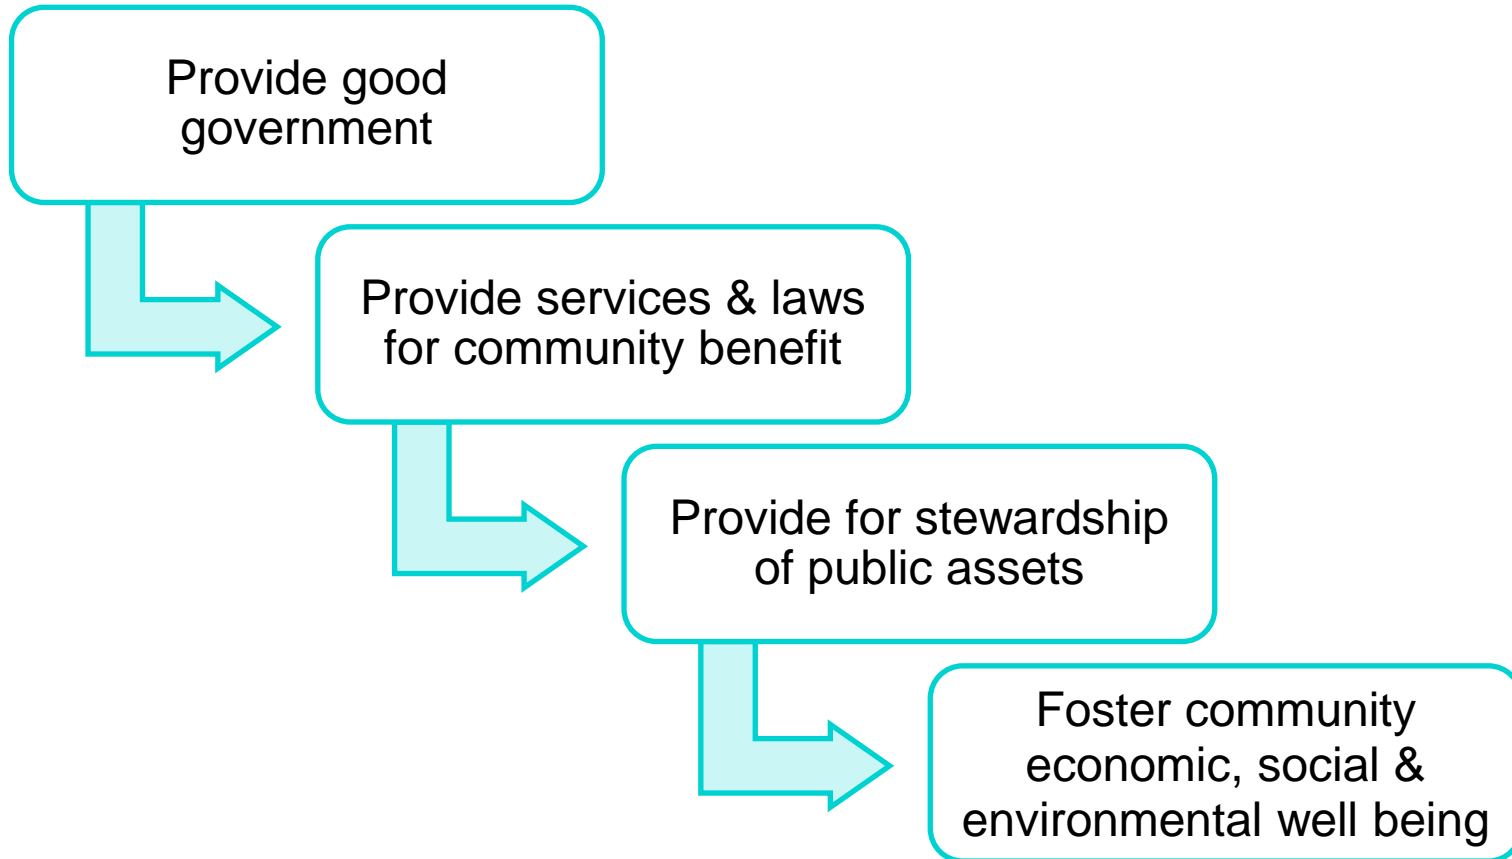 Provide good
government
Provide services & laws
for community benefit
Provide for stewardship
of public assets
Foster community
economic, social &
environmental well being